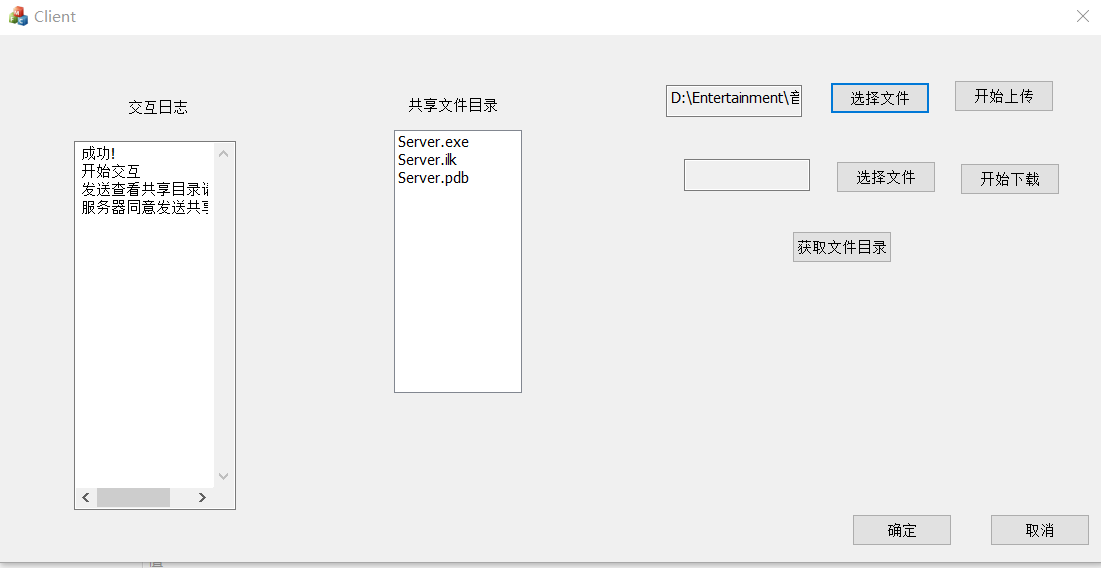 Client
交互日志
成功!
开始交互
发送查看共享目录
服务器同意发送共享
共享文件目录
Server.exe
Server.ilk
Server.pdb
D:\Entertainment\音
选择文件
开始上传
选择文件
开始下载
获取文件目录
确定
取消